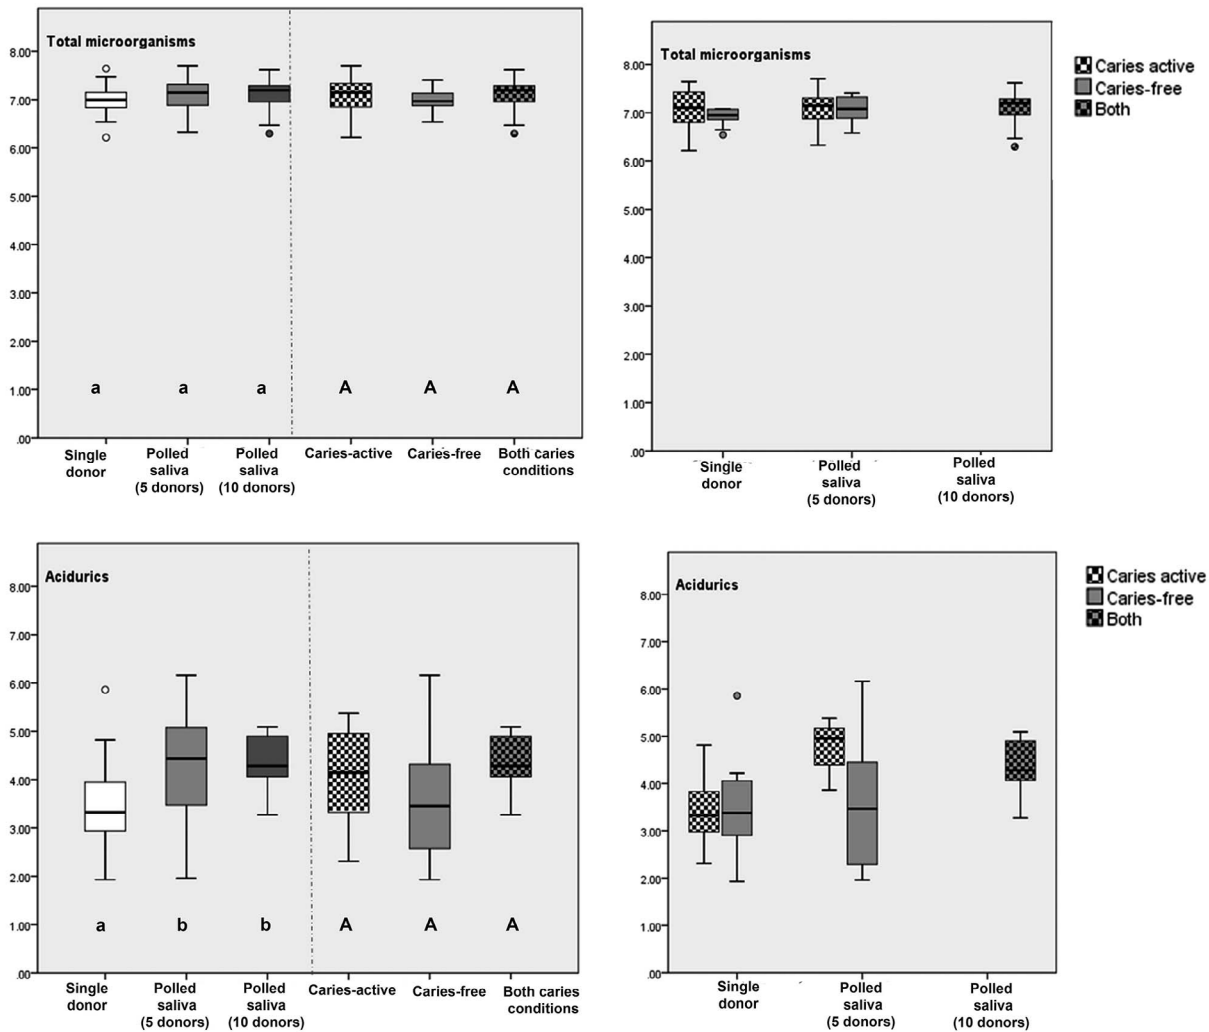 Total microorganisms
8.00
7.00
6.00
5.00
4.00
3.00
2.00
1.00
.00
a a a A A A
Single
donor
Polled
saliva
(5 donors)
Polled
saliva
(10 donors)
Caries-active
Caries-free
Both caries
conditions
Total microorganisms
8.00
7.00
6.00
5.00
4.00
3.00
2.00
1.00
.00
Single
donor
Polled
saliva
(5 donors)
Polled
saliva
(10 donors)
Caries active
Caries-free
Both
Acidurics
8.00
7.00
6.00
5.00
4.00
3.00
2.00
1.00
.00
a b b A A A
Single
donor
Polled
saliva
(5 donors)
Polled
saliva
(10 donors)
Caries-active
Caries-free
Both caries
conditions
Acidurics
8.00
7.00
6.00
5.00
4.00
3.00
2.00
1.00
.00
Single
donor
Polled
saliva
(5 donors)
Polled
saliva
(10 donors)
Caries active
Caries-free
Both